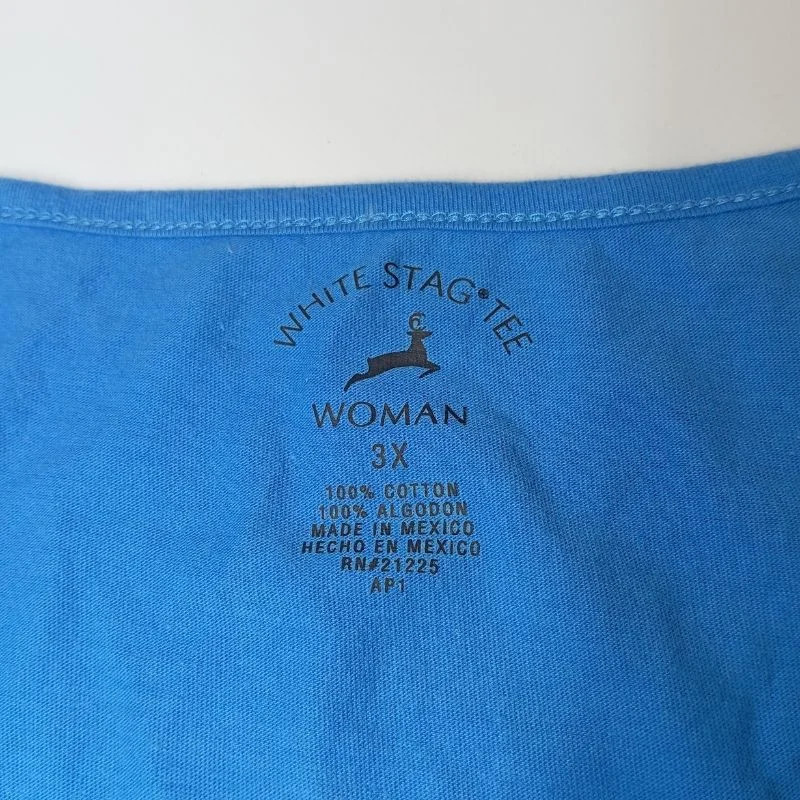 WHITE STAG® TEE
WOMAN
3X
100% COTTON
100% ALGODON
MADE IN MEXICO
HECHO EN MEXICO
RN#21225
AP1